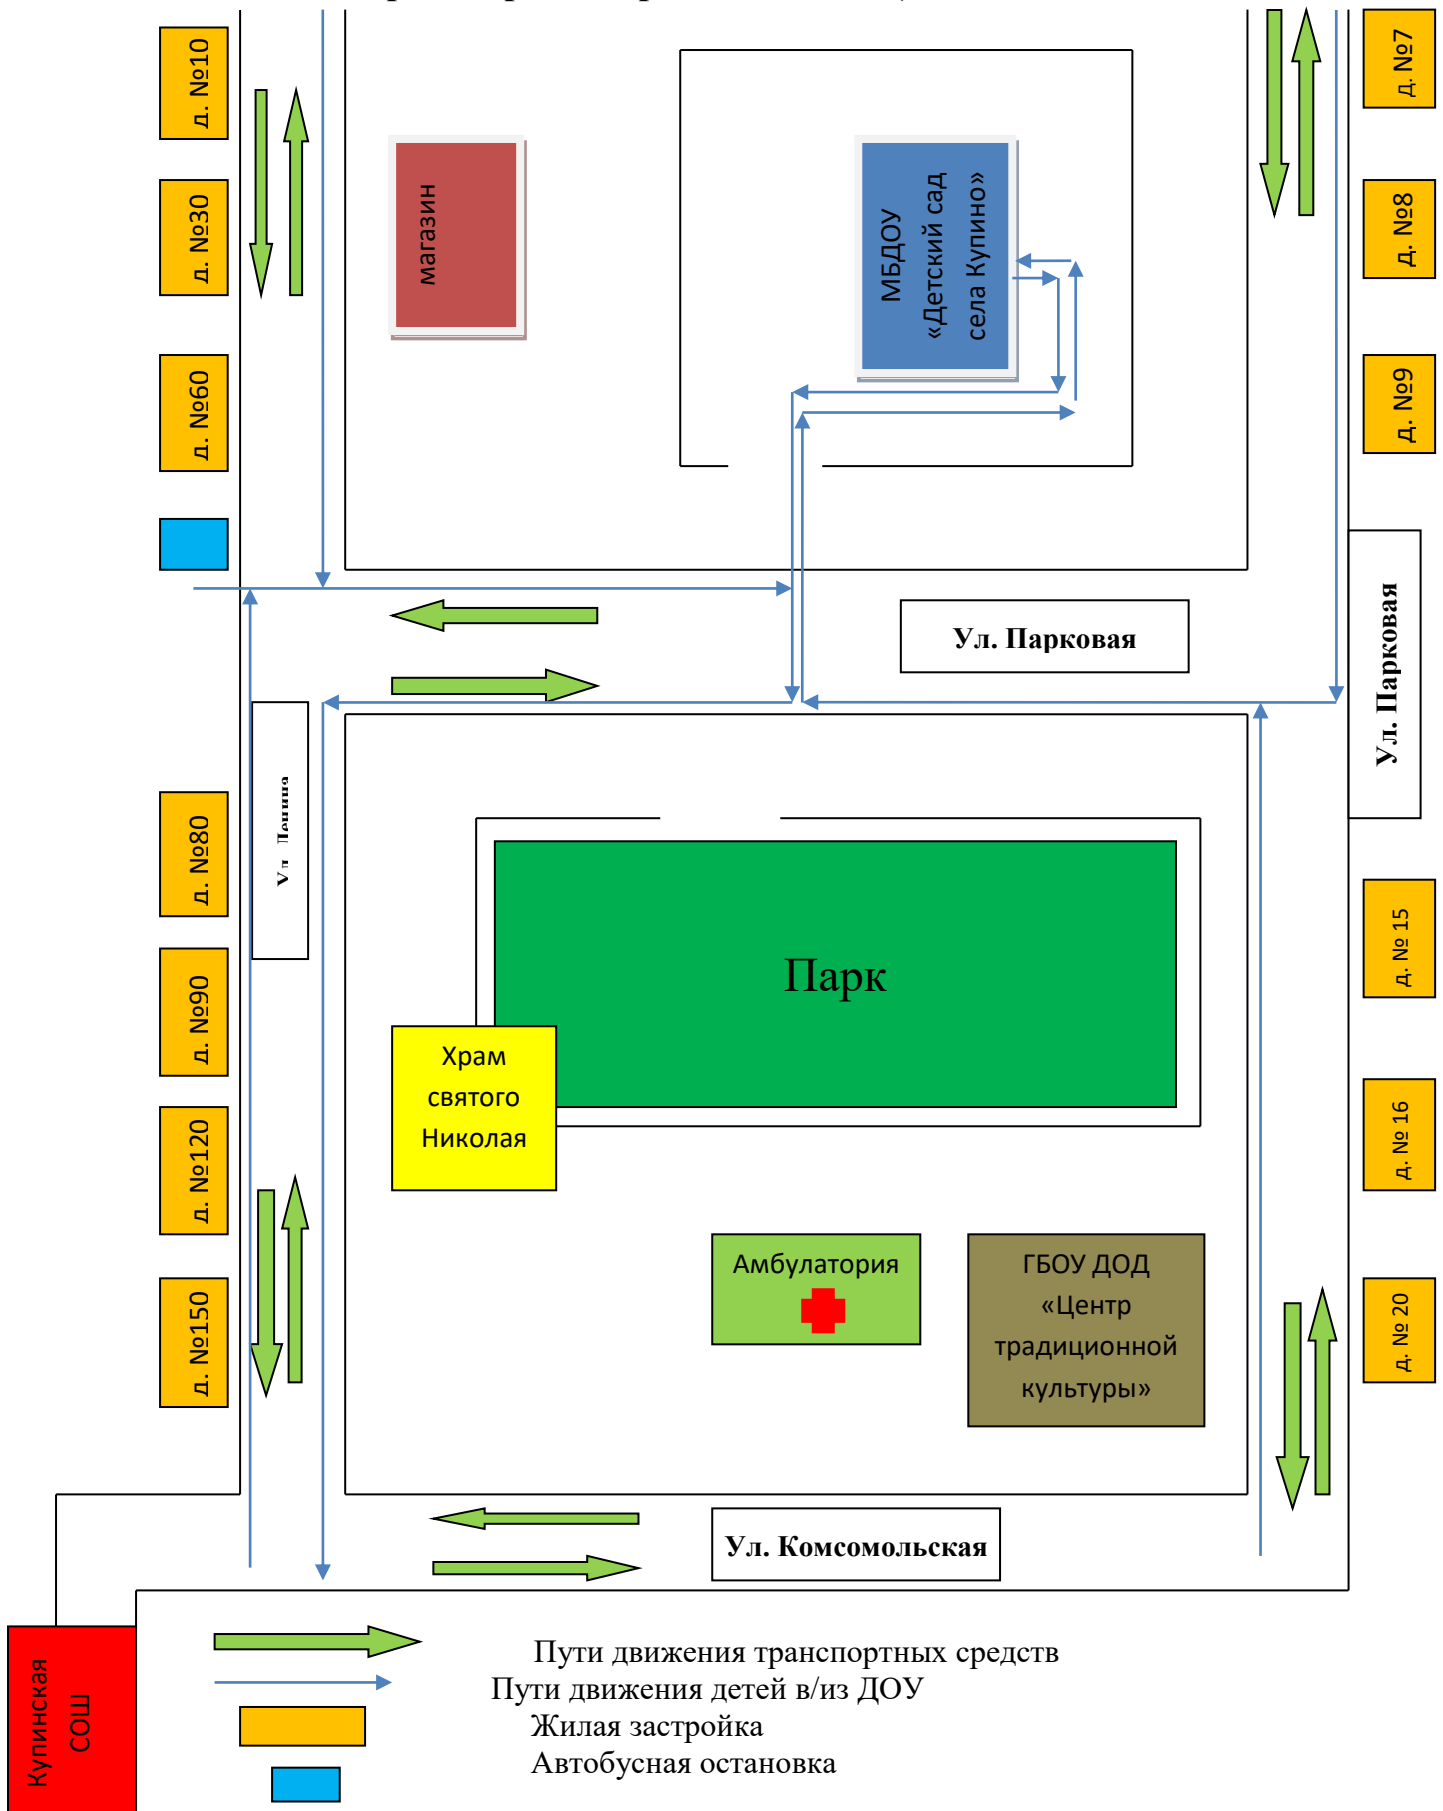 д. №10
д. №7
д. №30
магазин
МБДОУ
«Детский сад
села Купино»
д. №8
д. №60
д. №9
Ул. Парковая
Ул. Парковая
д. №80
д. №90
Парк
д. № 15
Храм
святого
Николая
д. №120
д. № 16
д. №150
Амбулатория
ГБОУ ДОД
«Центр
традиционной
культуры»
д. № 20
Ул. Комсомольская
Купинская
СОШ
Пути движения транспортных средств
Пути движения детей в/из ДОУ
Жилая застройка
Автобусная остановка